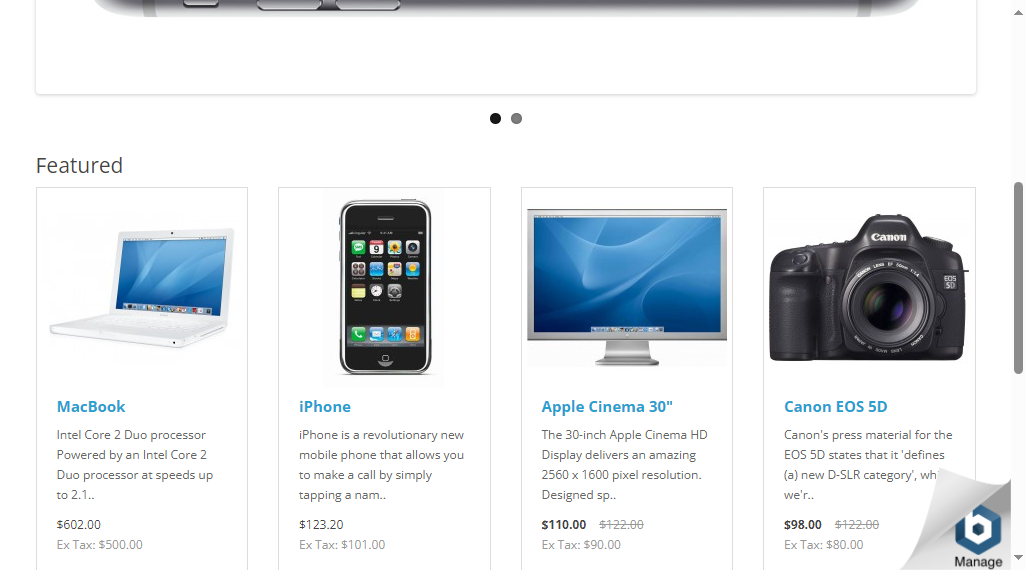 Featured
Canon
EOS
5D
MacBook
Intel Core 2 Duo processor
Powered by an Intel Core 2
Duo processor at speeds up
to 2.1..
$602.00
Ex Tax: $500.00
iPhone
iPhone is a revolutionary new
mobile phone that allows you
to make a call by simply
tapping a nam..
$123.20
Ex Tax: $101.00
Apple Cinema 30"
The 30-inch Apple Cinema HD
Display delivers an amazing
2560 x 1600 pixel resolution.
Designed sp..
$110.00 $122.00
Ex Tax: $90.00
Canon EOS 5D
Canon's press material for the
EOS 5D states that it 'defines
(a) new D-SLR category',
we'r..
$98.00 $122.00
Ex Tax: $80.00
Manage